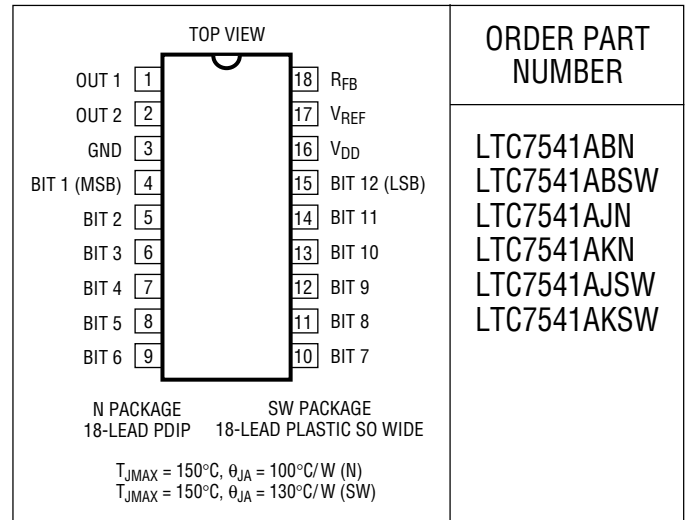 TOP VIEW
OUT 1 1
OUT 2 2
GND 3
BIT 1 (MSB) 4
BIT 2 5
BIT 3 6
BIT 4 7
BIT 5 8
BIT 6 9
18 RFB
17 VREF
16 VDD
15 BIT 12 (LSB)
14 BIT 11
13 BIT 10
12 BIT 9
11 BIT 8
10 BIT 7
N PACKAGE
18-LEAD PDIP
SW PACKAGE
18-LEAD PLASTIC SO WIDE
TJMAX = 150°C, θJA = 100°C/W (N)
TJMAX = 150°C, θJA = 130°C/W (SW)
ORDER PART
NUMBER
LTC7541ABN
LTC7541ABSW
LTC7541AJN
LTC7541AKN
LTC7541AJSW
LTC7541AKSW